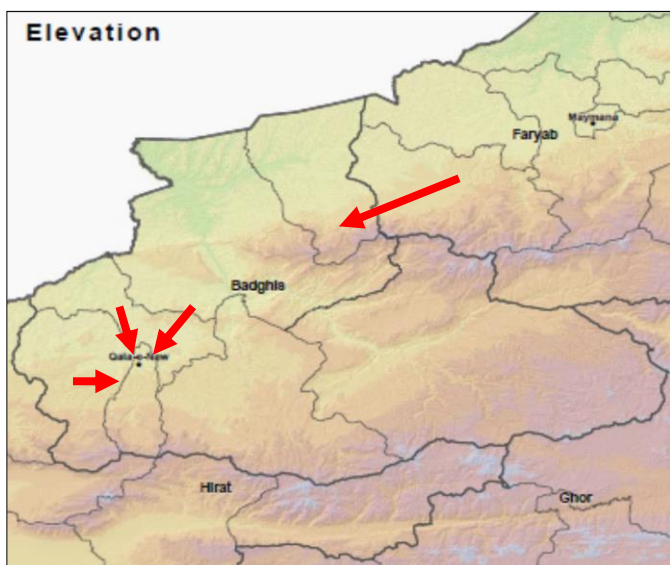 Elevation
Maymana
Faryab
Badghis
Qala-e-Naw
Hirat
Ghor